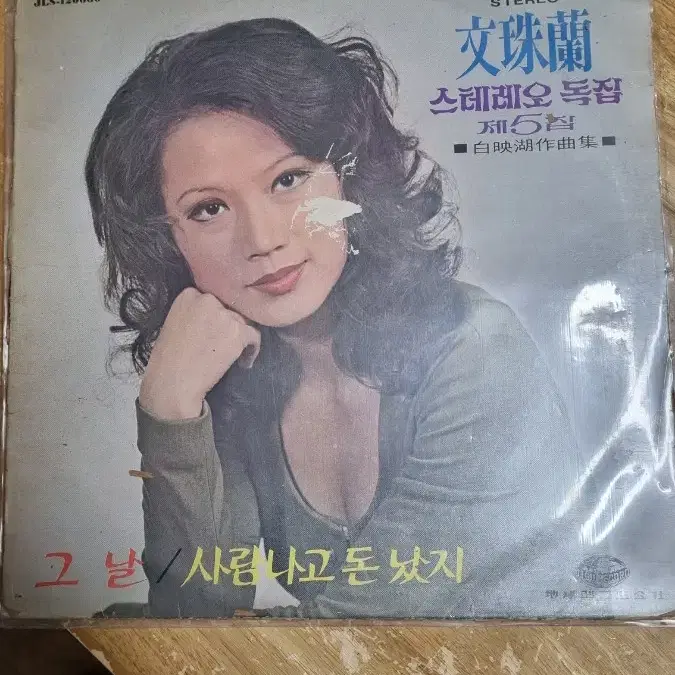 STEREO
文珠蘭
스테레오 독집
제5집
■白映湖作曲集■
그 날 / 사람나고 돈 났지